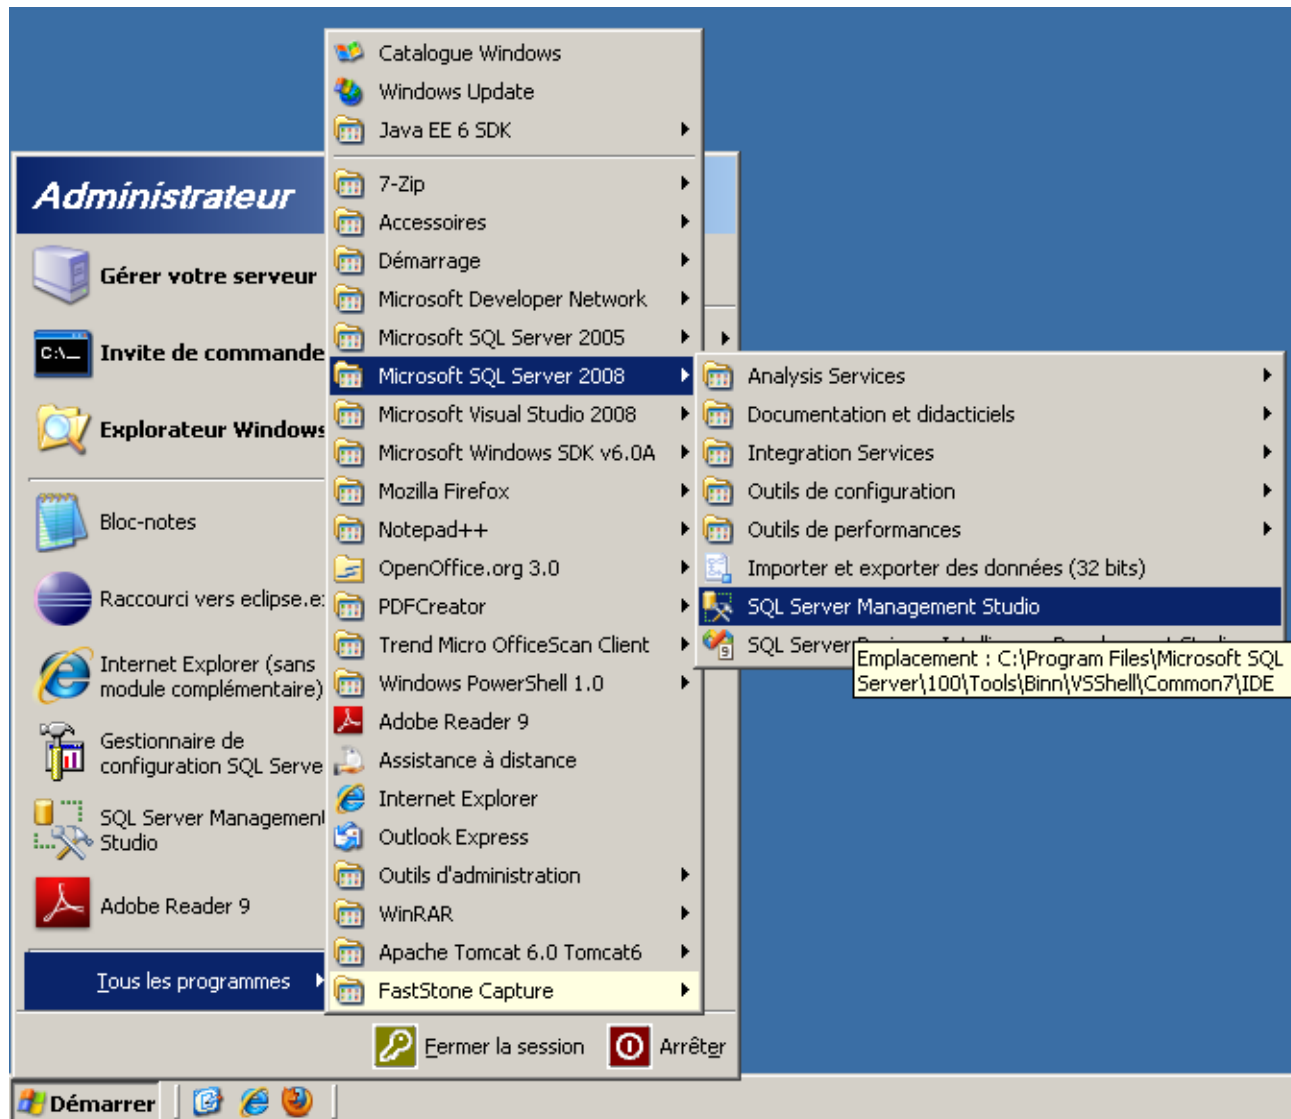 Catalogue Windows
Windows Update
Java EE 6 SDK
7-Zip
Accessoires
Démarrage
Microsoft Developer Network
Microsoft SQL Server 2005
Microsoft SQL Server 2008
Microsoft Visual Studio 2008
Microsoft Windows SDK v6.0A
Mozilla Firefox
Notepad++
OpenOffice.org 3.0
PDFCreator
Trend Micro OfficeScan Client
Windows PowerShell 1.0
Adobe Reader 9
Assistance à distance
Internet Explorer
Outlook Express
Outils d'administration
WinRAR
Apache Tomcat 6.0 Tomcat6
FastStone Capture
Administrateur
Gérer votre serveur
C:\_
Invite de commande
Explorateur Windows
Bloc-notes
Raccourci vers eclipse.e
Internet Explorer (sans
module complémentaire)
Gestionnaire de
configuration SQL Serve
SQL Server Management
Studio
Adobe Reader 9
Tous les programmes
Analysis Services
Documentation et didacticiels
Integration Services
Outils de configuration
Outils de performances
Importer et exporter des données (32 bits)
SQL Server Management Studio
SQL Server
Emplacement : C:\Program Files\Microsoft SQL
Server\100\Tools\Binn\VSShell\Common7\IDE
Fermer la session
Arrêter
Démarrer